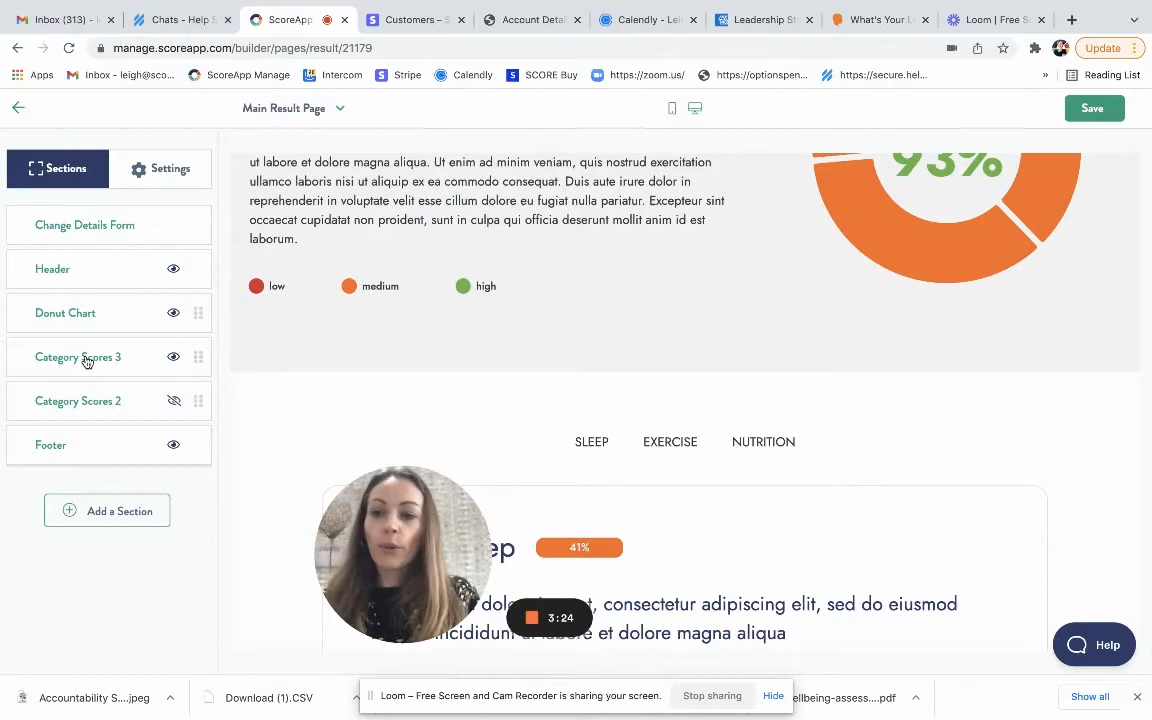 Inbox (313) - l
Chats - Help S
ScoreApp
Customers – S
Account Detai
Calendly - Lei
Leadership St
What's Your L
Loom | Free S
manage.scoreapp.com/builder/pages/result/21179
Update
Apps
Inbox - leigh@sco...
ScoreApp Manage
Intercom
Stripe
Calendly
SCORE Buy
https://zoom.us/
https://optionspen...
https://secure.hel...
»
Reading List
Main Result Page
Save
Sections
Settings
Change Details Form
Header
Donut Chart
Category Scores 3
Category Scores 2
Footer
Add a Section
ut labore et dolore magna aliqua. Ut enim ad minim veniam, quis nostrud exercitation
ullamco laboris nisi ut aliquip ex ea commodo consequat. Duis aute irure dolor in
reprehenderit in voluptate velit esse cillum dolore eu fugiat nulla pariatur. Excepteur sint
occaecat cupidatat non proident, sunt in culpa qui officia deserunt mollit anim id est
laborum.
93%
low medium high
SLEEP EXERCISE NUTRITION
ep 41%
dolo t, consectetur adipiscing elit, sed do eiusmod
incididunt ut labore et dolore magna aliqua
3:24
Help
Accountability S....jpeg
Download (1).CSV
Loom – Free Screen and Cam Recorder is sharing your screen.
Stop sharing
Hide
ellbeing-assess....pdf
Show all